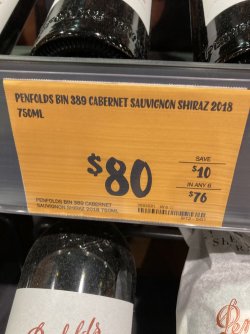 PENFOLDS BIN 389 CABERNET SAUVIGNON SHIRAZ 2018
750ML
$80
SAVE
$10
IN ANY 6
$76
PENFOLDS BIN 389 CABERNET
SAUVIGNON SHIRAZ 2018 750ML
Penfolds